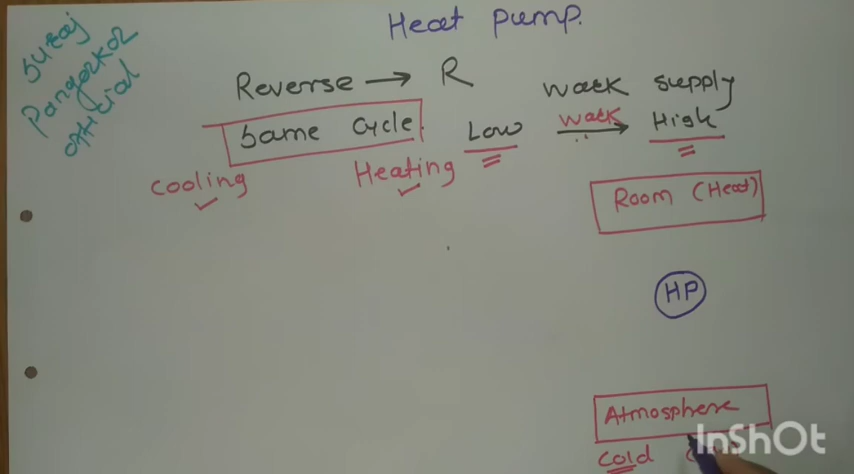 Heat Pump.
Suraj
Pangarkar
official
Reverse → R
Work supply
Same Cycle.
Low
work
High
Cooling
Heating
Room (Heat)
HP
Atmosphere
Cold
InShOt